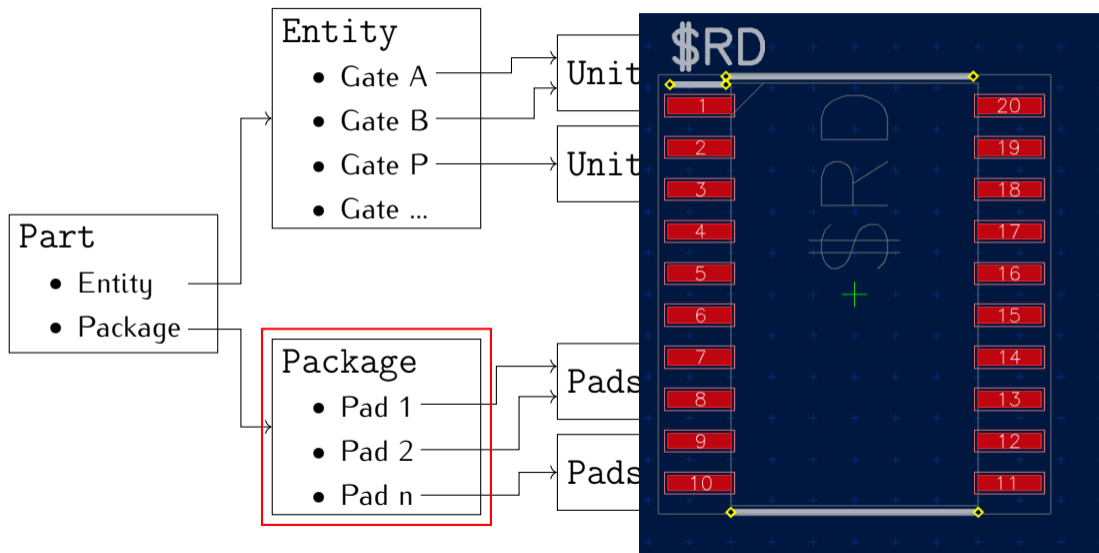 Part
• Entity
• Package
Entity
• Gate A
• Gate B
• Gate P
• Gate ...
Package
• Pad 1
• Pad 2
• Pad n
Unit
Unit
Pads
Pads
$RD
$RD
1
2
3
4
5
6
7
8
9
10
20
19
18
17
16
15
14
13
12
11